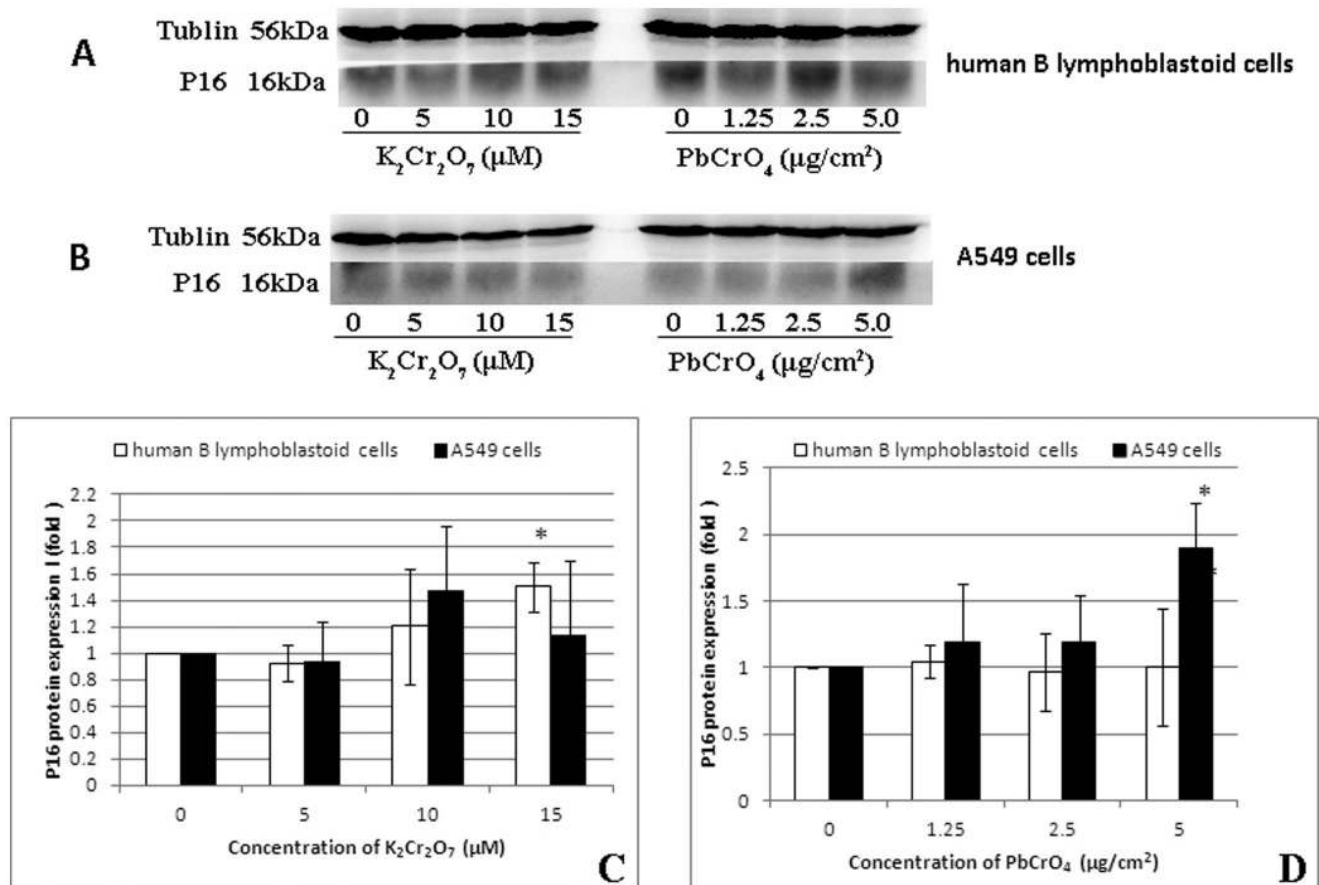 A
Tublin 56kDa
P16 16kDa
human B lymphoblastoid cells
0 5 10 15 0 1.25 2.5 5.0
K₂Cr₂O₇ (μM) PbCrO₄ (μg/cm²)
B
Tublin 56kDa
P16 16kDa
A549 cells
0 5 10 15 0 1.25 2.5 5.0
K₂Cr₂O₇ (μM) PbCrO₄ (μg/cm²)
human B lymphoblastoid cells A549 cells
P16 protein expression I (fold )
2.2
2
1.8
1.6
1.4
1.2
1
0.8
0.6
0.4
0.2
0
*
0 5 10 15
Concentration of K₂Cr₂O₇ (μM)
C
human B lymphoblastoid cells A549 cells
P16 protein expression (fold )
2.5
2
1.5
1
0.5
0
*
*
0 1.25 2.5 5
Concentration of PbCrO₄ (μg/cm²)
D